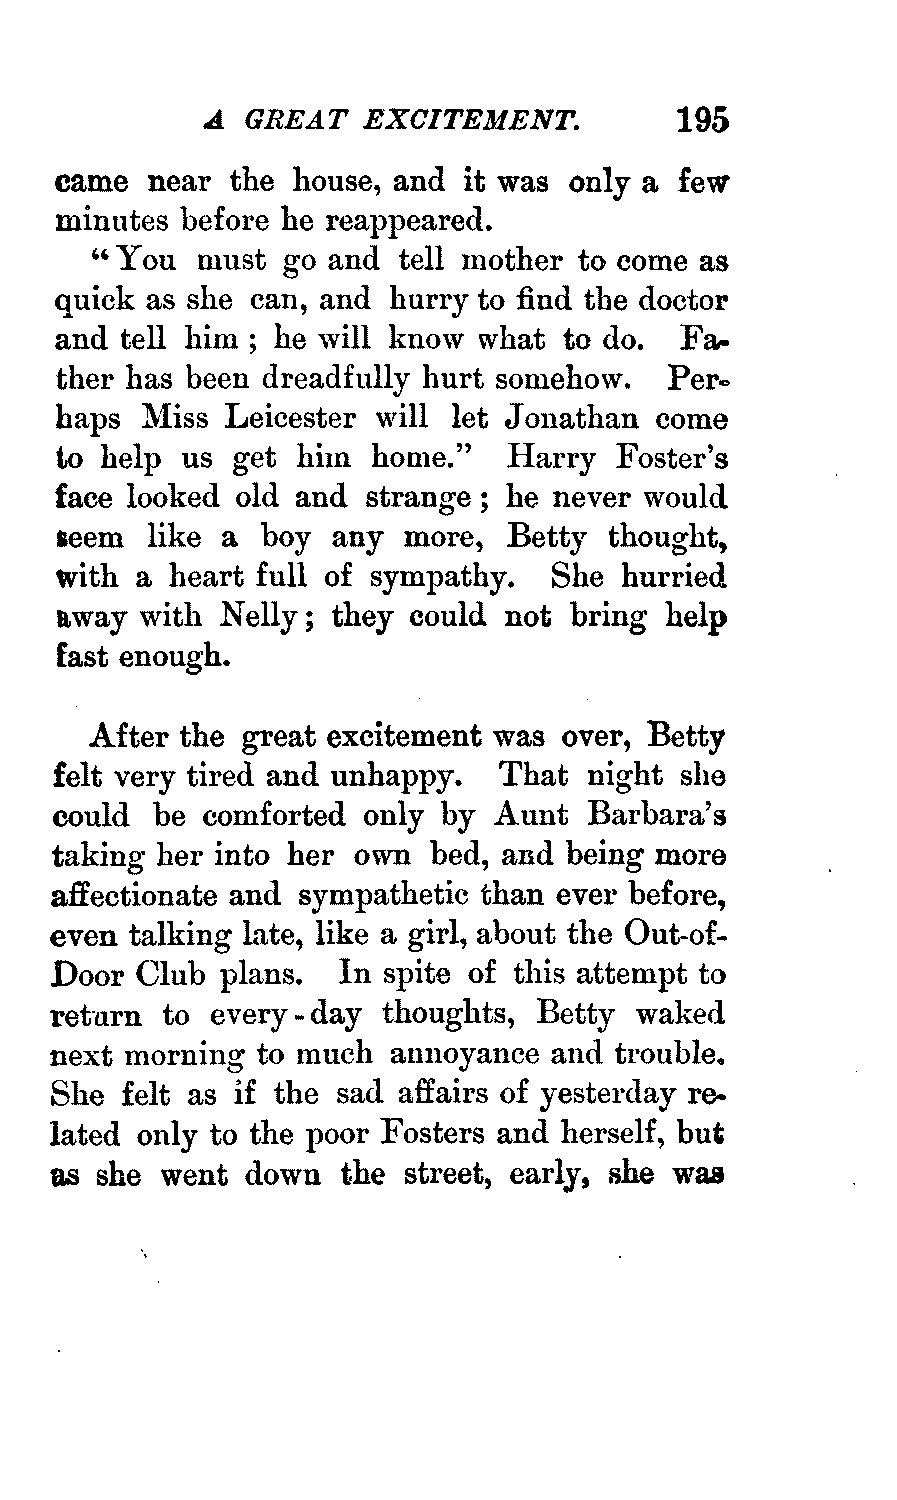 A GREAT EXCITEMENT. 195
came near the house, and it was only a few
minutes before he reappeared.
“You must go and tell mother to come as
quick as she can, and hurry to find the doctor
and tell him ; he will know what to do. Fa-
ther has been dreadfully hurt somehow. Per-
haps Miss Leicester will let Jonathan come
to help us get him home.” Harry Foster’s
face looked old and strange ; he never would
seem like a boy any more, Betty thought,
with a heart full of sympathy. She hurried
away with Nelly ; they could not bring help
fast enough.
After the great excitement was over, Betty
felt very tired and unhappy. That night she
could be comforted only by Aunt Barbara’s
taking her into her own bed, and being more
affectionate and sympathetic than ever before,
even talking late, like a girl, about the Out-of-
Door Club plans. In spite of this attempt to
return to every-day thoughts, Betty waked
next morning to much annoyance and trouble.
She felt as if the sad affairs of yesterday re-
lated only to the poor Fosters and herself, but
as she went down the street, early, she was